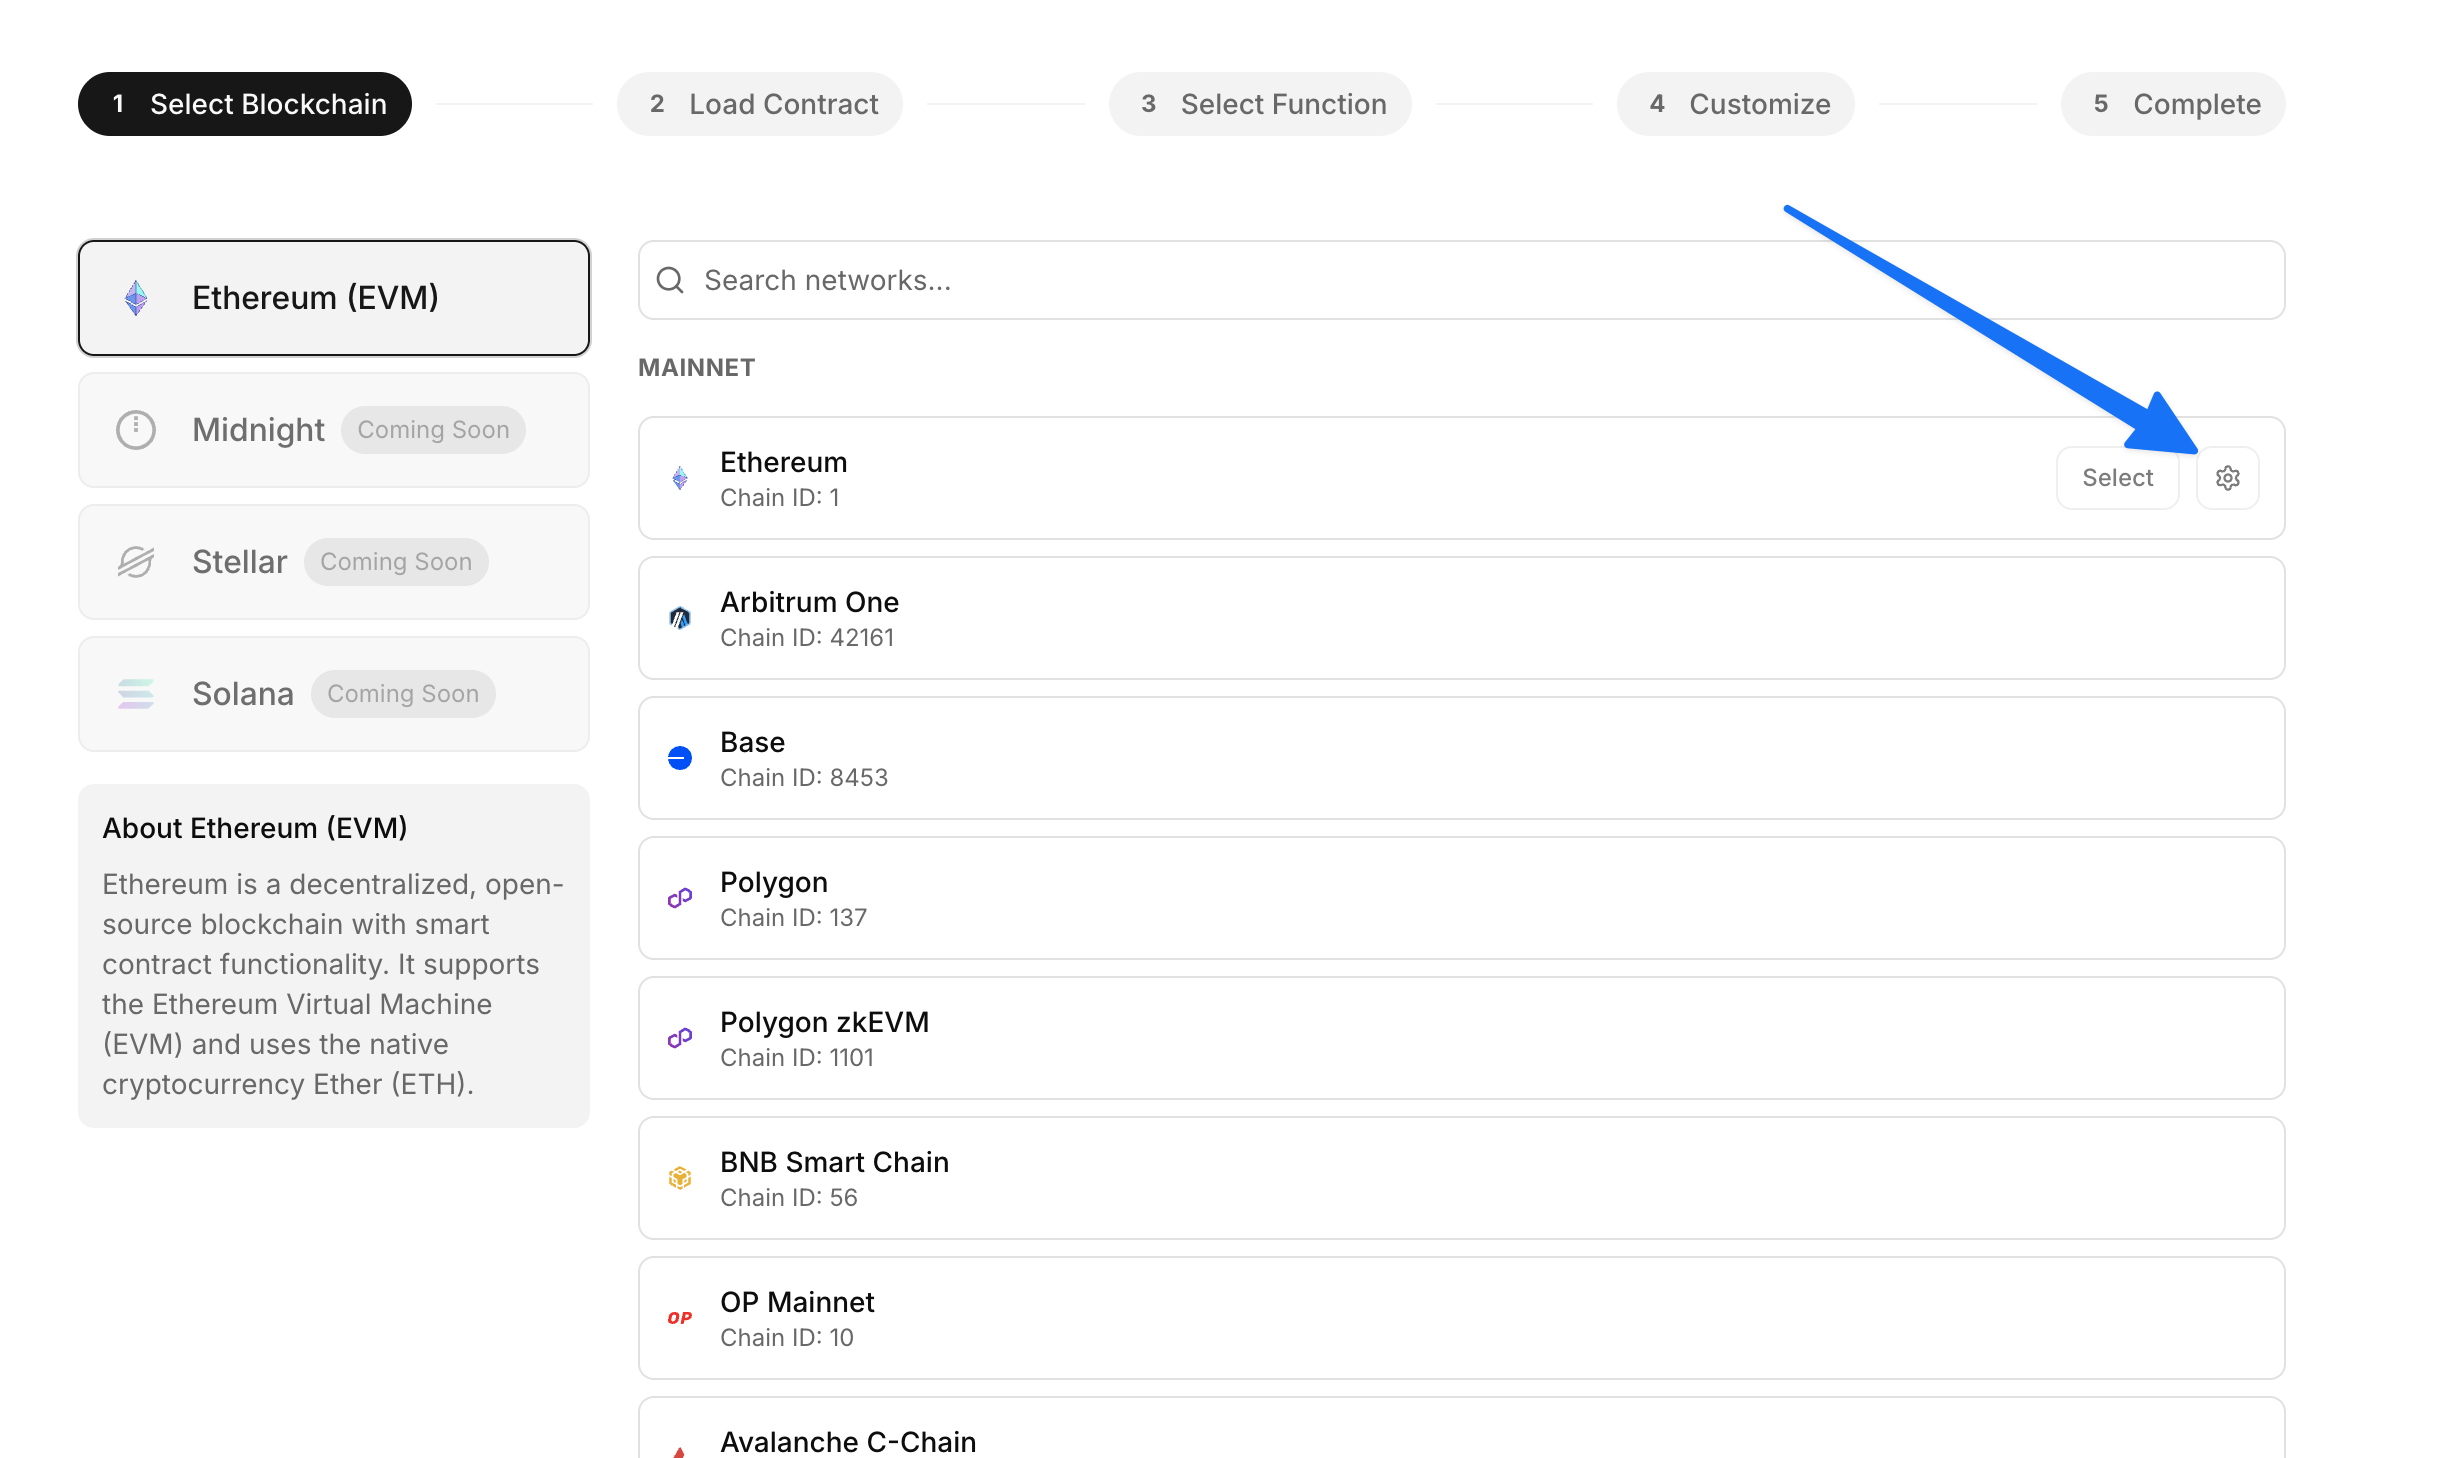 1 Select Blockchain
2 Load Contract
3 Select Function
4 Customize
5 Complete
Ethereum (EVM)
Midnight Coming Soon
Stellar Coming Soon
Solana Coming Soon
About Ethereum (EVM)
Ethereum is a decentralized, open-
source blockchain with smart
contract functionality. It supports
the Ethereum Virtual Machine
(EVM) and uses the native
cryptocurrency Ether (ETH).
Search networks...
MAINNET
Ethereum
Chain ID: 1
Select
Arbitrum One
Chain ID: 42161
Base
Chain ID: 8453
Polygon
Chain ID: 137
Polygon zkEVM
Chain ID: 1101
BNB Smart Chain
Chain ID: 56
OP
OP Mainnet
Chain ID: 10
Avalanche C-Chain